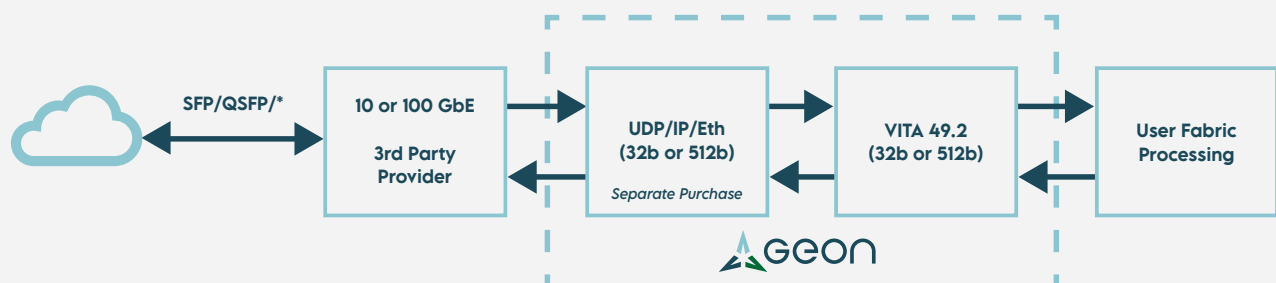 SFP/QSFP/*
10 or 100 GbE
3rd Party
Provider
UDP/IP/Eth
(32b or 512b)
Separate Purchase
VITA 49.2
(32b or 512b)
User Fabric
Processing
Geon